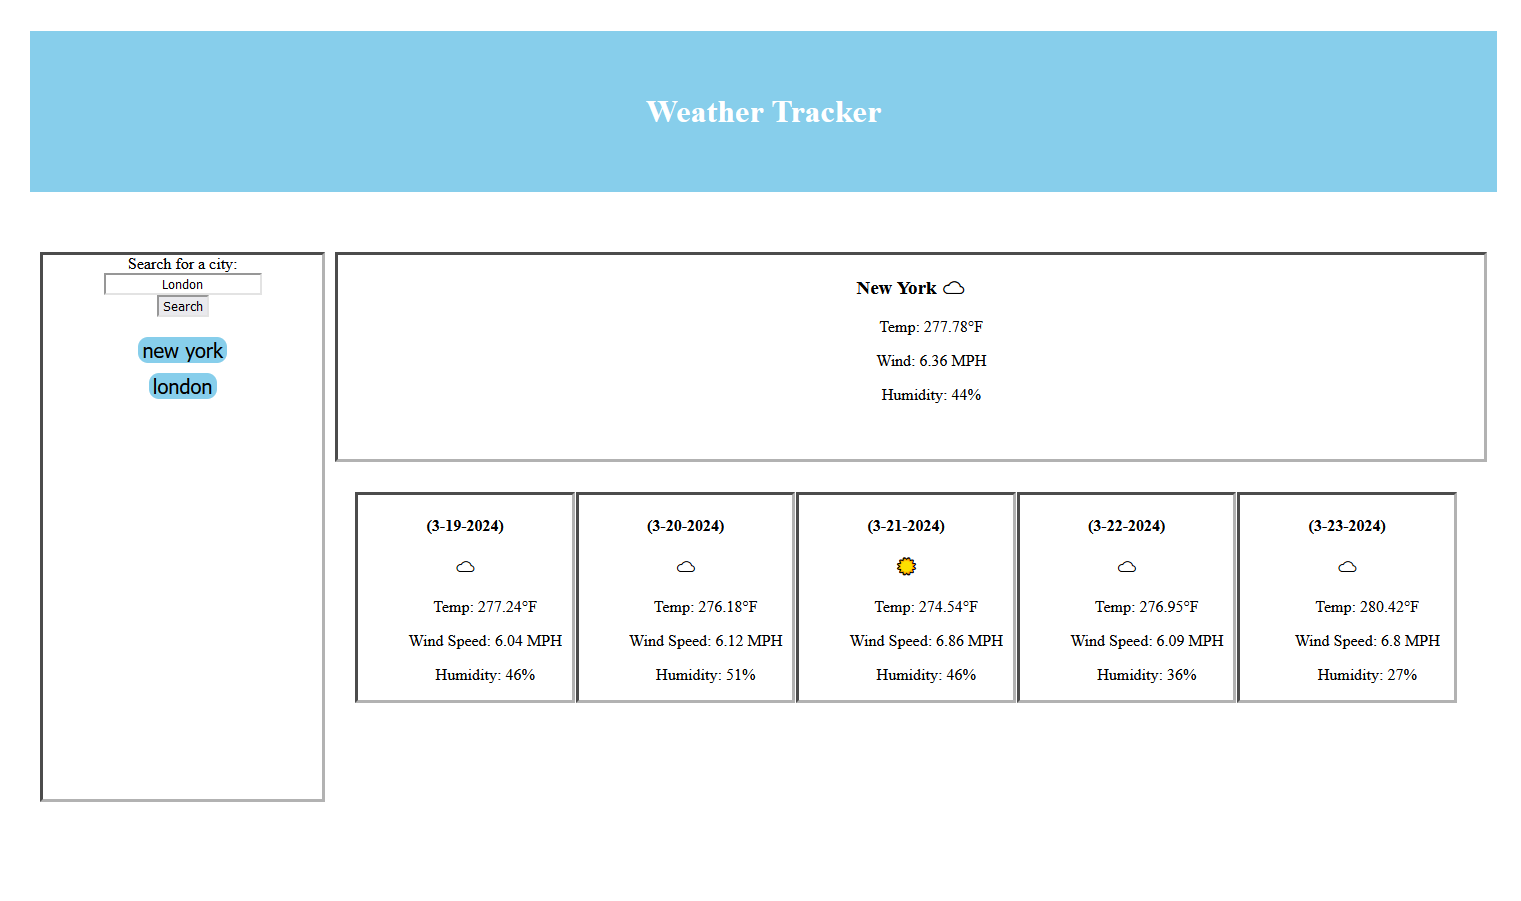 Weather Tracker
Search for a city:
London
Search
new york
london
New York
Temp: 277.78°F
Wind: 6.36 MPH
Humidity: 44%
(3-19-2024)
Temp: 277.24°F
Wind Speed: 6.04 MPH
Humidity: 46%
(3-20-2024)
Temp: 276.18°F
Wind Speed: 6.12 MPH
Humidity: 51%
(3-21-2024)
Temp: 274.54°F
Wind Speed: 6.86 MPH
Humidity: 46%
(3-22-2024)
Temp: 276.95°F
Wind Speed: 6.09 MPH
Humidity: 36%
(3-23-2024)
Temp: 280.42°F
Wind Speed: 6.8 MPH
Humidity: 27%